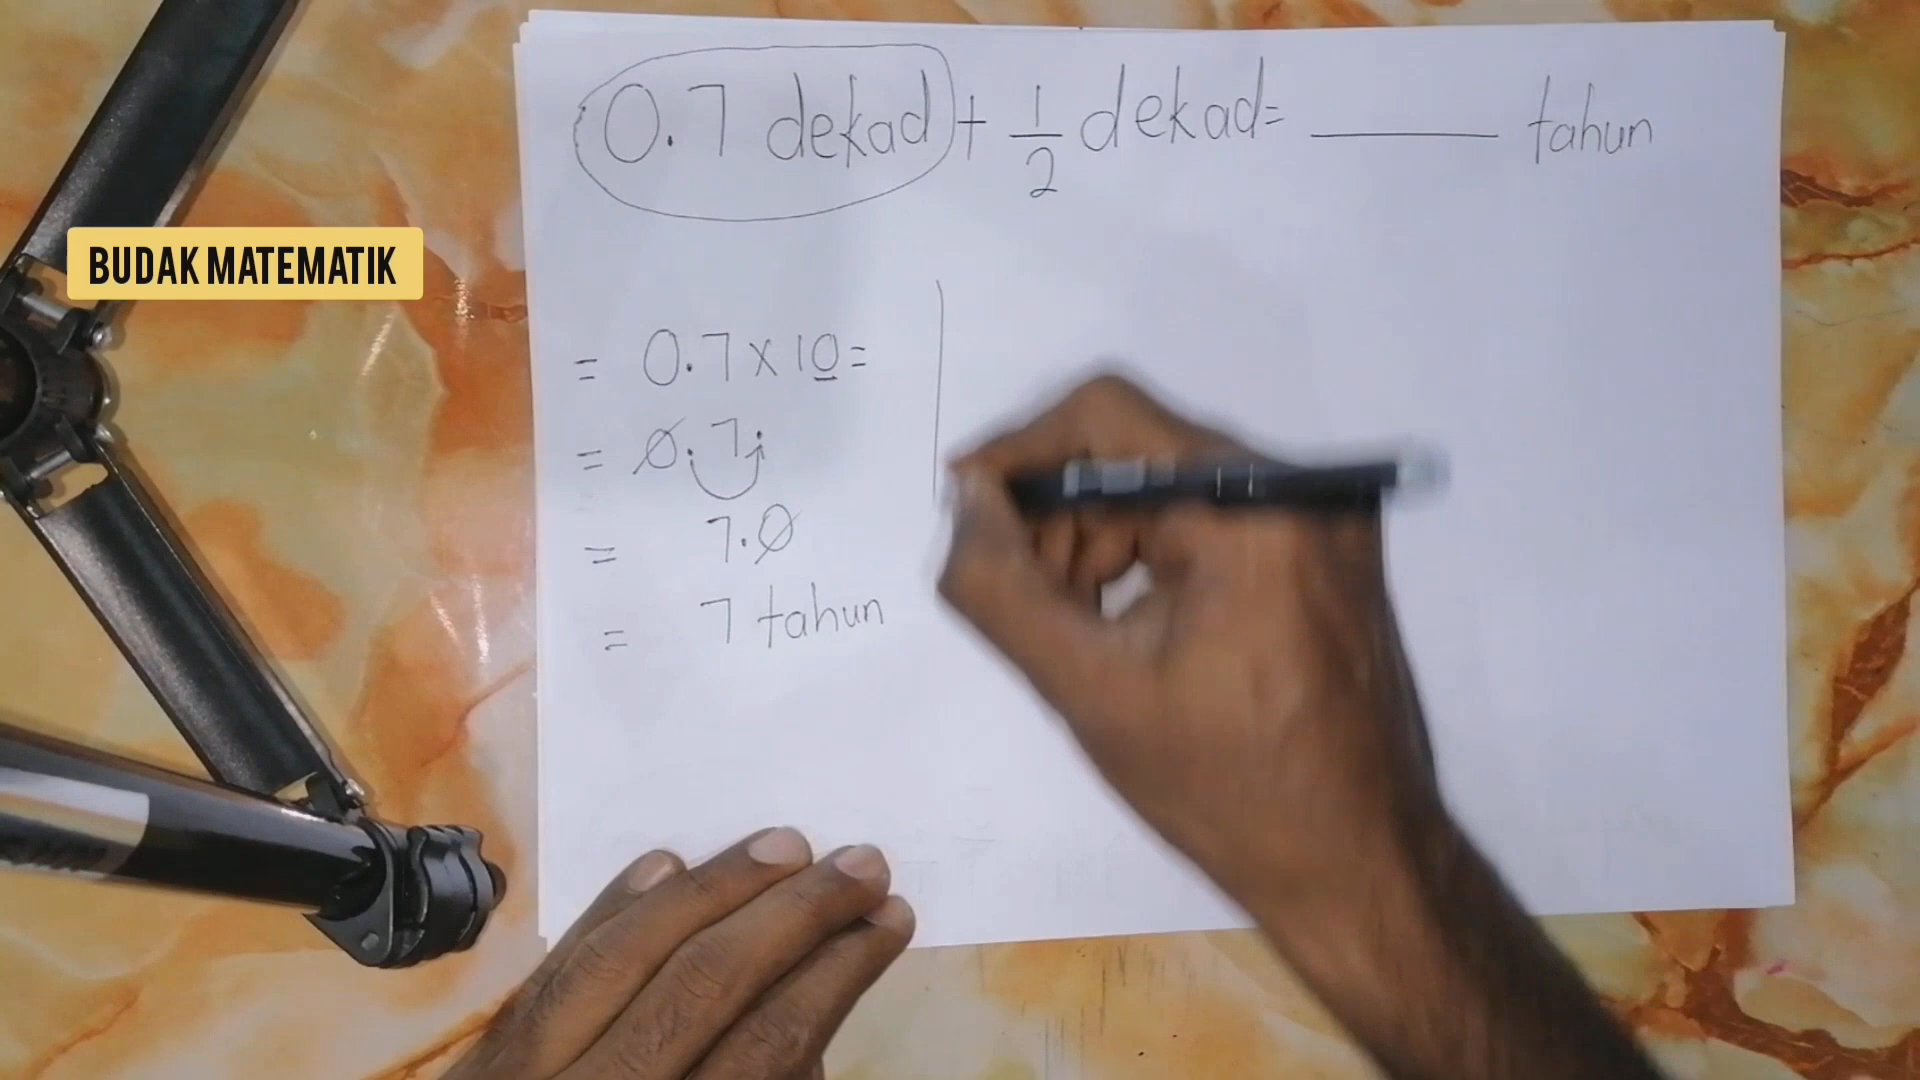 0.7 dekad + 1/2 dekad = ______ tahun
BUDAK MATEMATIK
= 0.7 x 10 =
= 0.7.
= 7.0
= 7 tahun